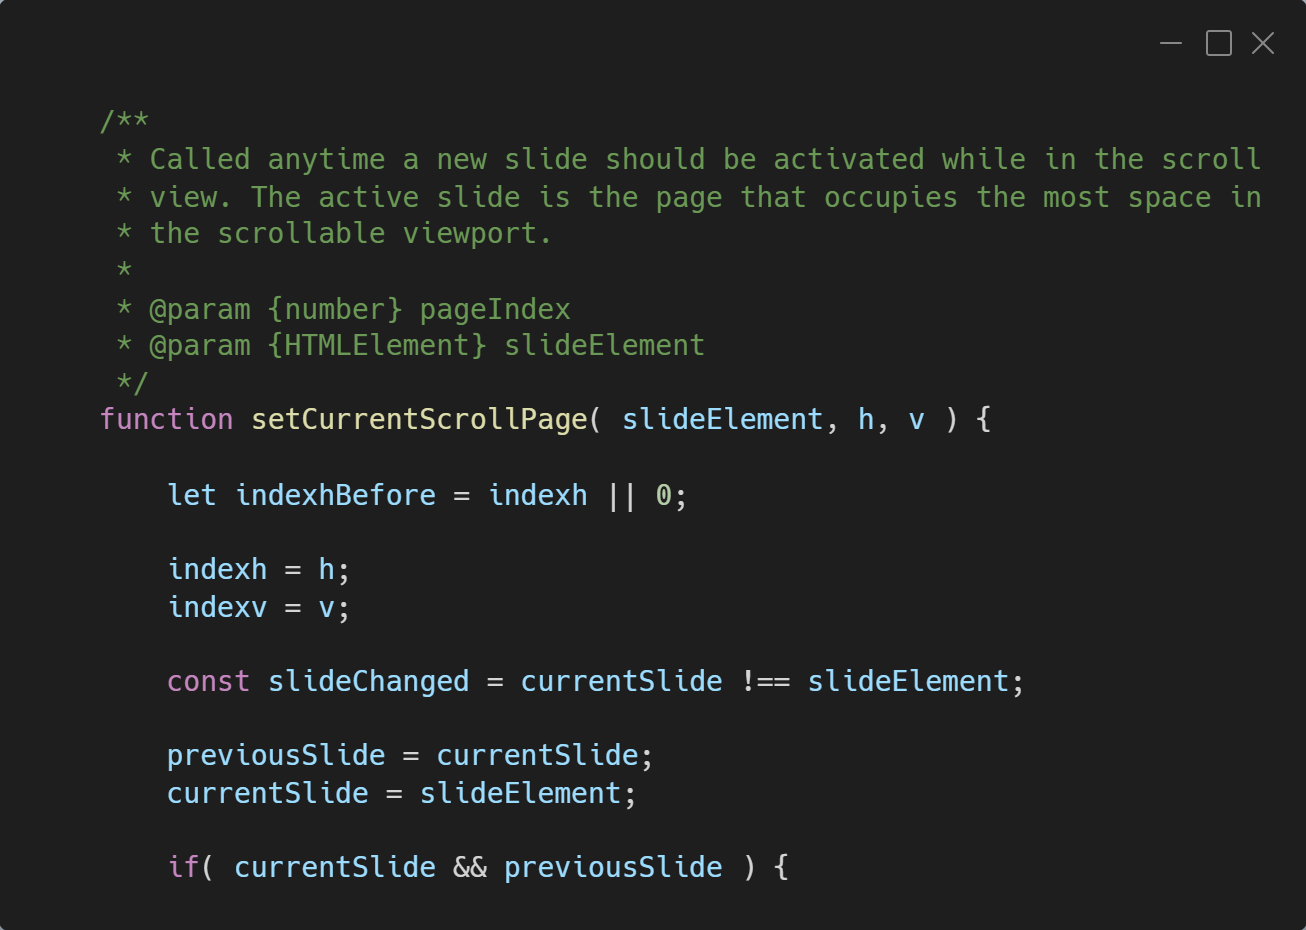 /**
 * Called anytime a new slide should be activated while in the scroll
 * view. The active slide is the page that occupies the most space in
 * the scrollable viewport.
 *
 * @param {number} pageIndex
 * @param {HTMLElement} slideElement
 */
function setCurrentScrollPage( slideElement, h, v ) {

    let indexhBefore = indexh || 0;

    indexh = h;
    indexv = v;

    const slideChanged = currentSlide !== slideElement;

    previousSlide = currentSlide;
    currentSlide = slideElement;

    if( currentSlide && previousSlide ) {